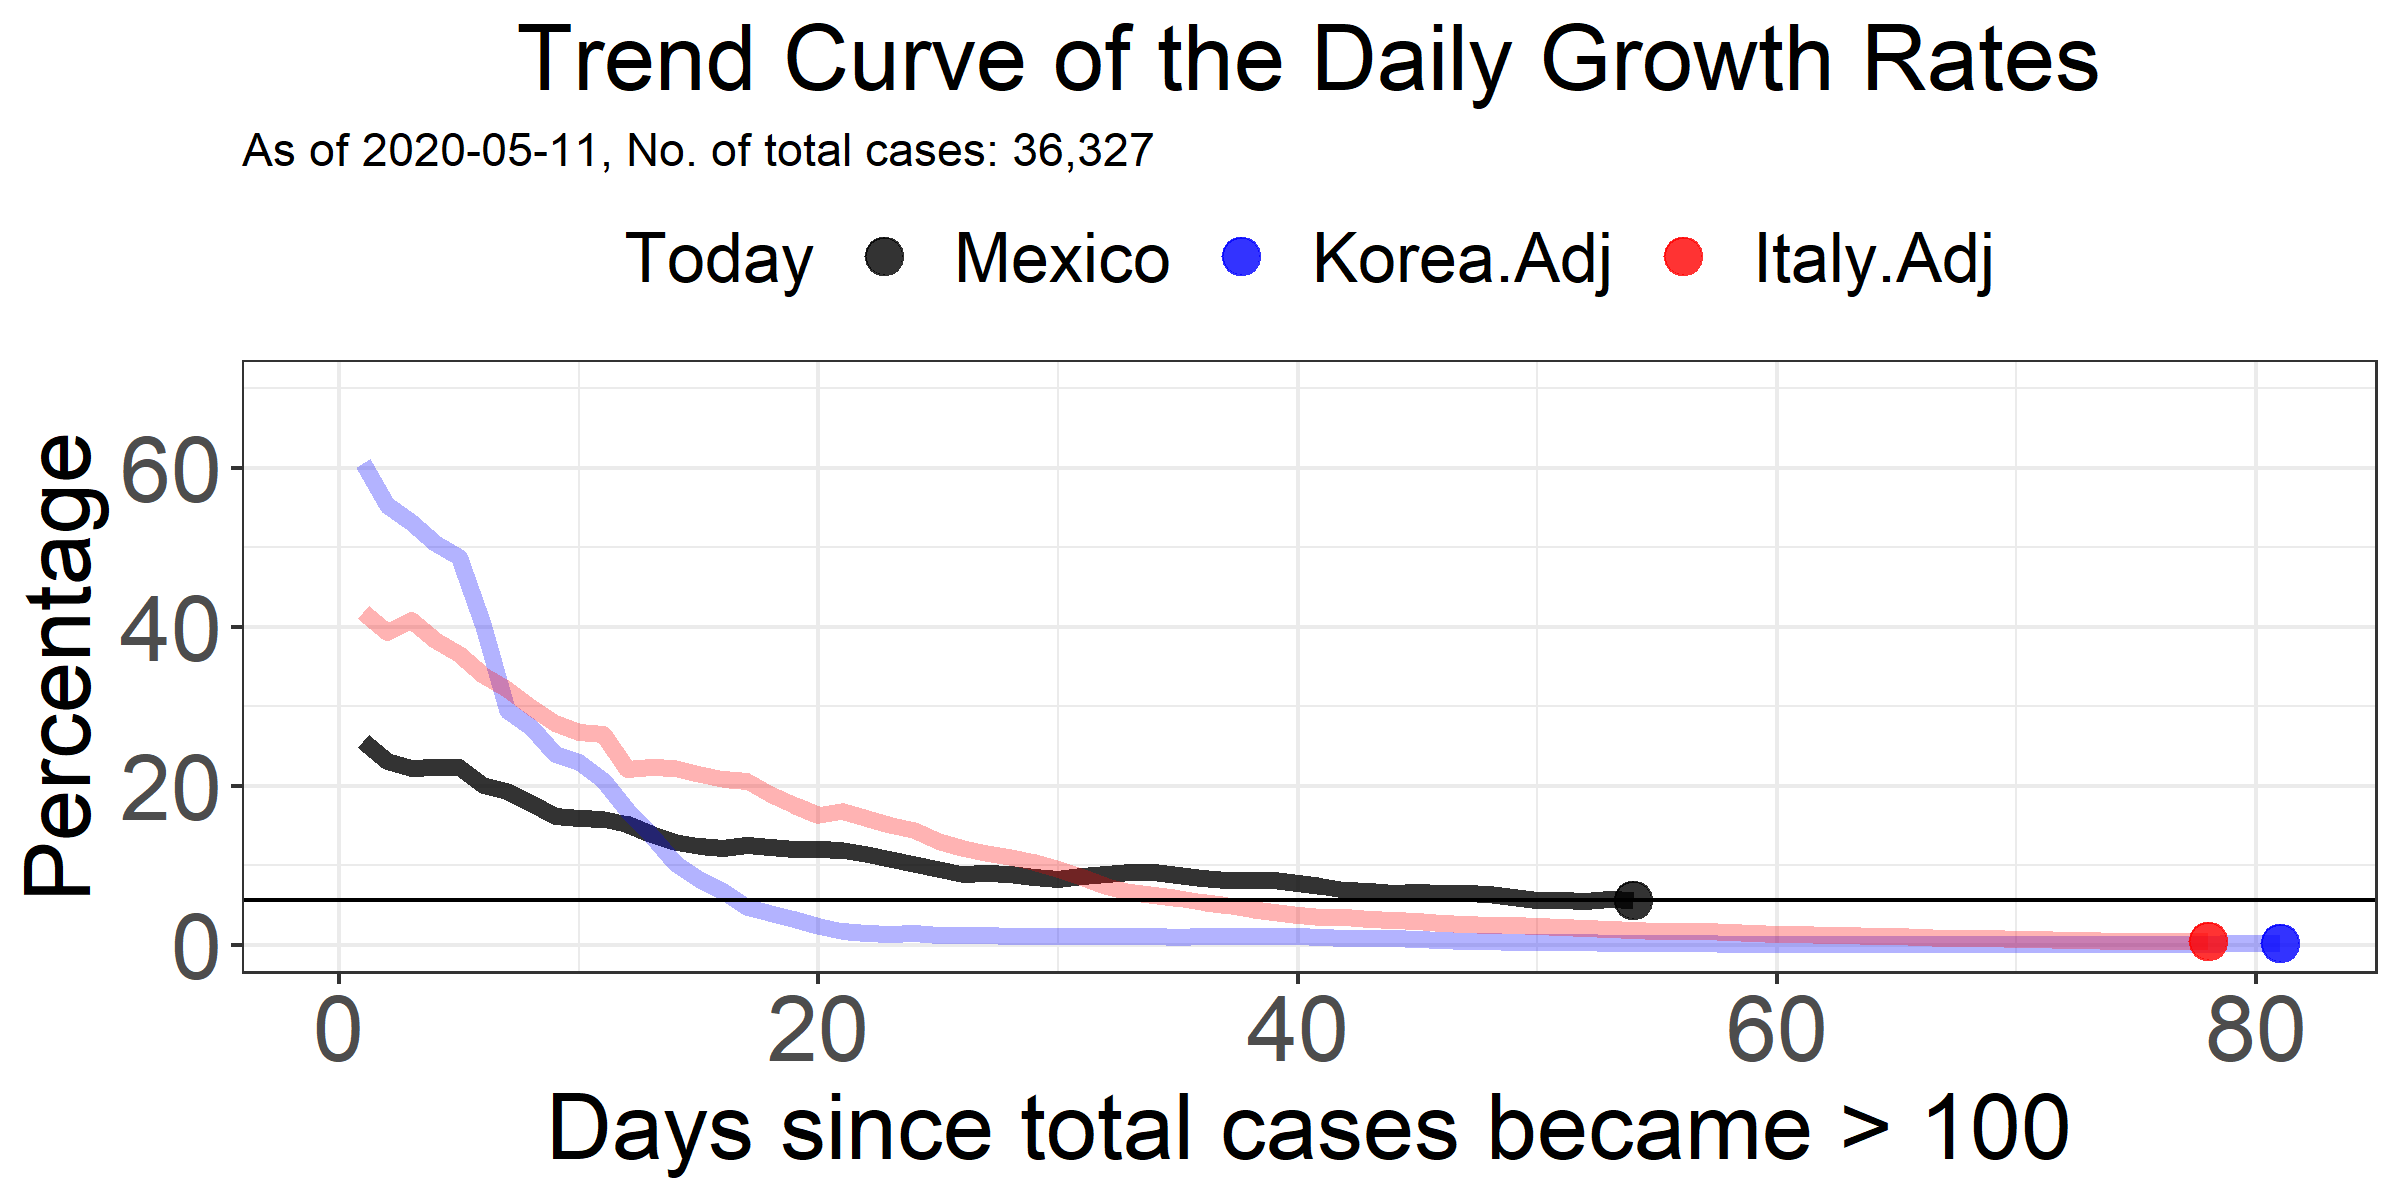 Trend Curve of the Daily Growth Rates
As of 2020-05-11, No. of total cases: 36,327
Today Mexico Korea.Adj Italy.Adj
Percentage
60
40
20
0
0 20 40 60 80
Days since total cases became > 100